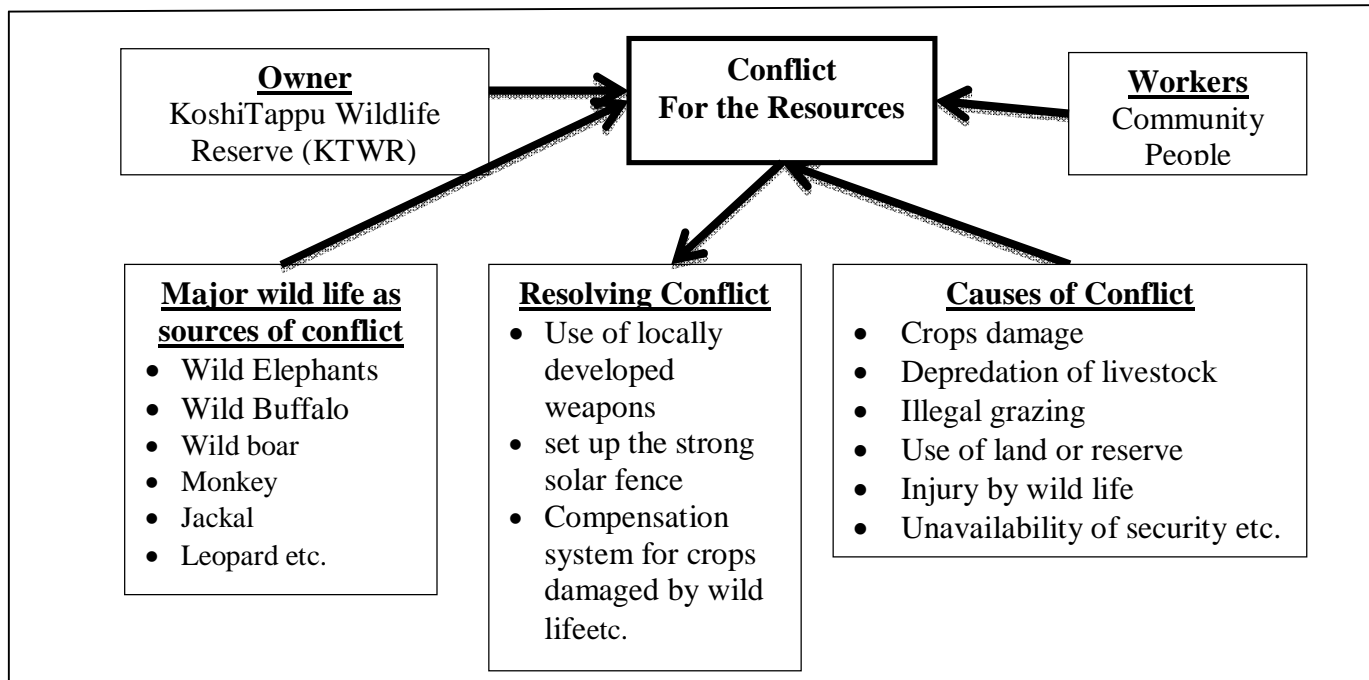 Owner
KoshiTappu Wildlife
Reserve (KTWR)
Conflict
For the Resources
Workers
Community
People
Major wild life as
sources of conflict
• Wild Elephants
• Wild Buffalo
• Wild boar
• Monkey
• Jackal
• Leopard etc.
Resolving Conflict
• Use of locally
developed
weapons
• set up the strong
solar fence
• Compensation
system for crops
damaged by wild
lifeetc.
Causes of Conflict
• Crops damage
• Depredation of livestock
• Illegal grazing
• Use of land or reserve
• Injury by wild life
• Unavailability of security etc.